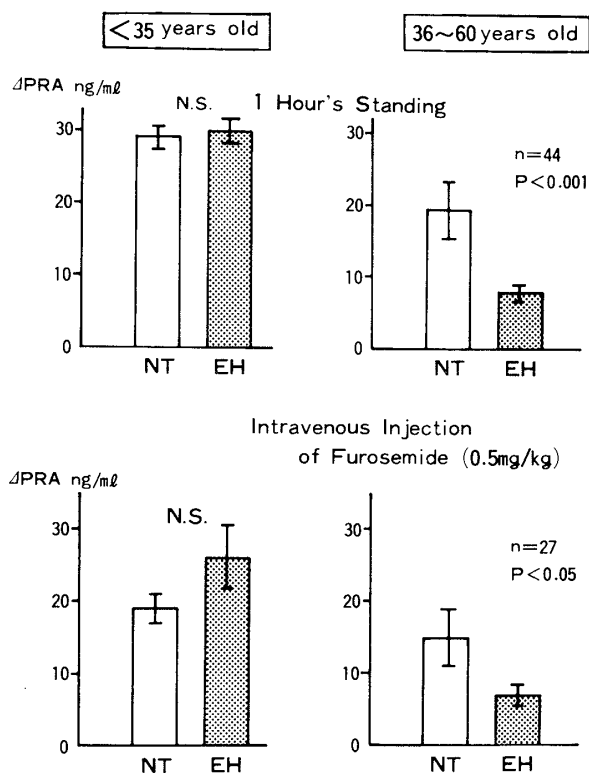 <35 years old
36~60 years old
ΔPRA ng/mℓ
N.S.
1 Hour's Standing
30
20
10
0
NT
EH
30
20
10
0
n=44
P<0.001
NT
EH
Intravenous Injection
of Furosemide (0.5mg/kg)
ΔPRA ng/mℓ
N.S.
30
20
10
0
NT
EH
30
20
10
0
n=27
P<0.05
NT
EH